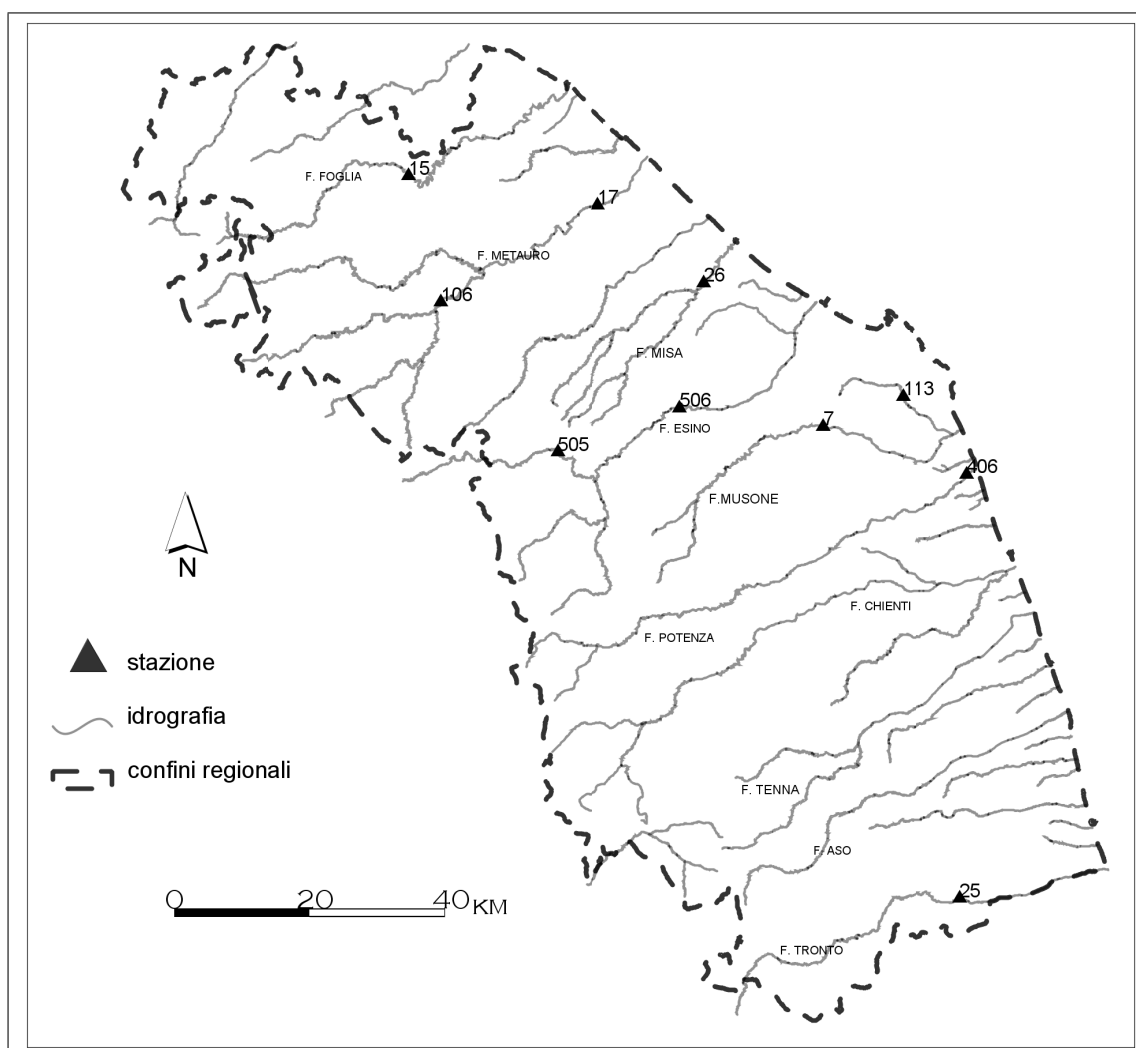 15
F. FOGLIA
17
F. METAURO
26
106
F. MISA
113
506
7
F. ESINO
505
406
F.MUSONE
N
F. CHIENTI
F. POTENZA
stazione
idrografia
confini regionali
F. TENNA
F. ASO
0 20 40 KM
25
F. TRONTO